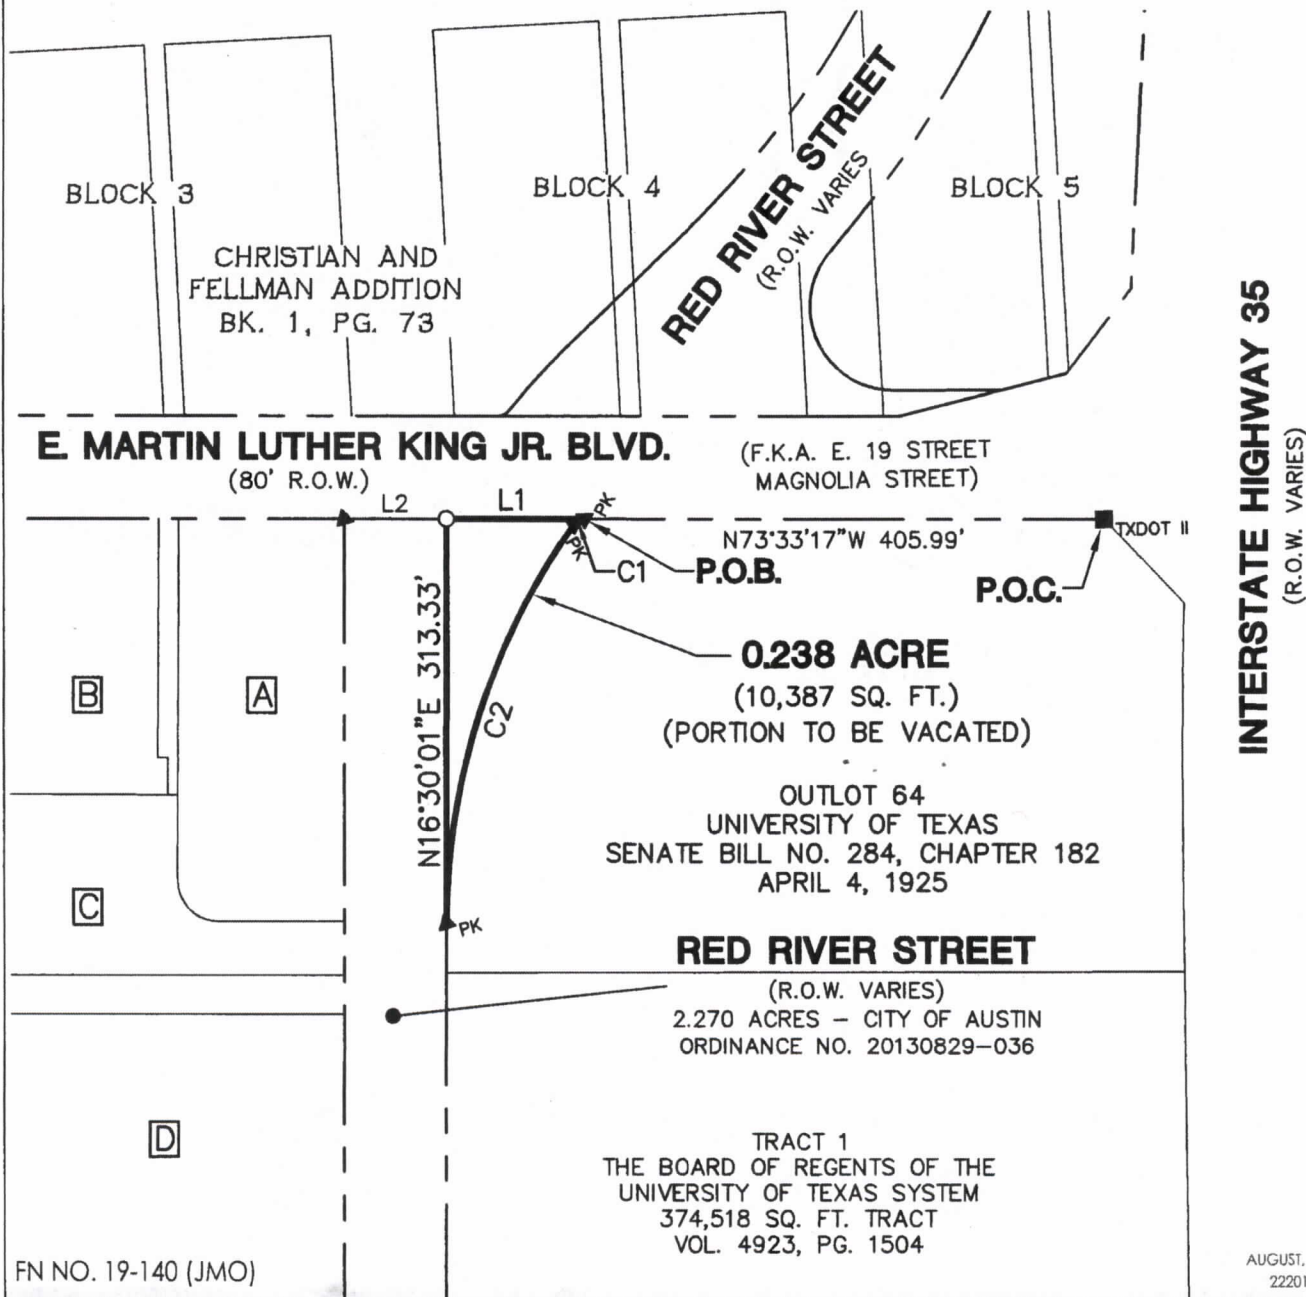 BLOCK 3
BLOCK 4
BLOCK 5
RED RIVER STREET
(R.O.W. VARIES)
CHRISTIAN AND
FELLMAN ADDITION
BK. 1, PG. 73
INTERSTATE HIGHWAY 35
(R.O.W. VARIES)
E. MARTIN LUTHER KING JR. BLVD.
(80' R.O.W.)
(F.K.A. E. 19 STREET
MAGNOLIA STREET)
L2
L1
PK
PK
C1
P.O.B.
N73°33'17"W 405.99'
TXDOT II
P.O.C.
N16°30'01"E 313.33'
C2
0.238 ACRE
(10,387 SQ. FT.)
(PORTION TO BE VACATED)
B
A
OUTLOT 64
UNIVERSITY OF TEXAS
SENATE BILL NO. 284, CHAPTER 182
APRIL 4, 1925
C
PK
RED RIVER STREET
(R.O.W. VARIES)
2.270 ACRES – CITY OF AUSTIN
ORDINANCE NO. 20130829–036
D
TRACT 1
THE BOARD OF REGENTS OF THE
UNIVERSITY OF TEXAS SYSTEM
374,518 SQ. FT. TRACT
VOL. 4923, PG. 1504
FN NO. 19-140 (JMO)
AUGUST,
22201